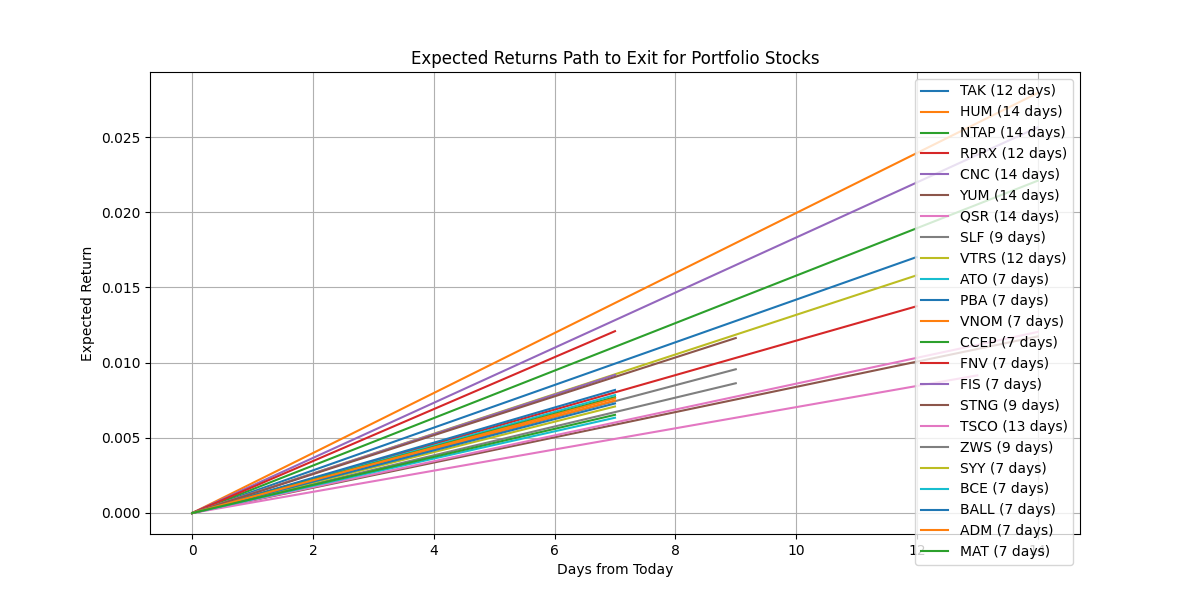 Expected Returns Path to Exit for Portfolio Stocks
Expected Return
0.025
0.020
0.015
0.010
0.005
0.000
0
2
4
6
8
10
12
Days from Today
TAK (12 days)
HUM (14 days)
NTAP (14 days)
RPRX (12 days)
CNC (14 days)
YUM (14 days)
QSR (14 days)
SLF (9 days)
VTRS (12 days)
ATO (7 days)
PBA (7 days)
VNOM (7 days)
CCEP (7 days)
FNV (7 days)
FIS (7 days)
STNG (9 days)
TSCO (13 days)
ZWS (9 days)
SYY (7 days)
BCE (7 days)
BALL (7 days)
ADM (7 days)
MAT (7 days)